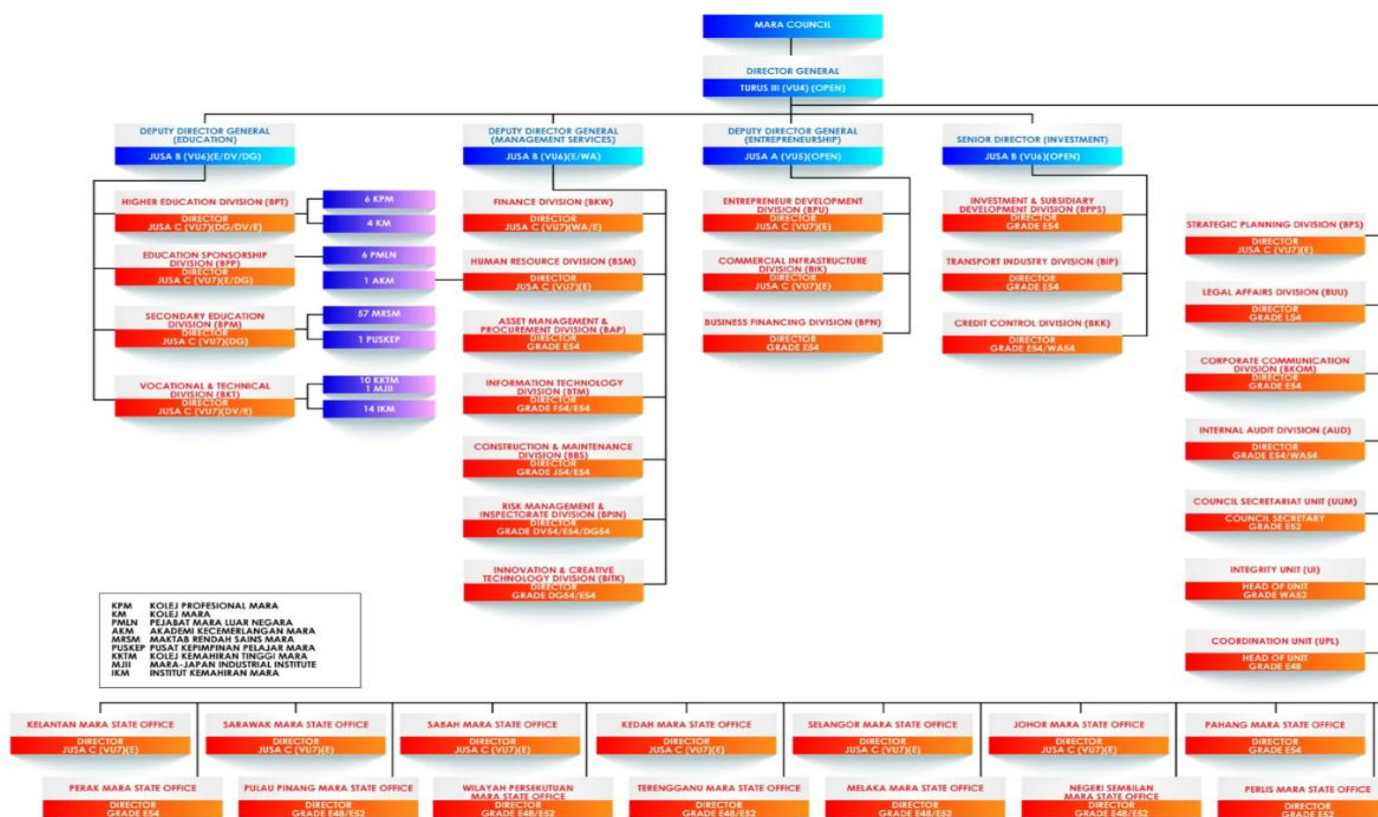 MARA COUNCIL
DIRECTOR GENERAL
TURUS III (VU4) (OPEN)
DEPUTY DIRECTOR GENERAL
(EDUCATION)
JUSA B (VU6)(E/DV/DG)
HIGHER EDUCATION DIVISION (BPT)
DIRECTOR
JUSA C (VU7)(DG/DV/E)
6 KPM
4 KM
EDUCATION SPONSORSHIP
DIVISION (BPP)
DIRECTOR
JUSA C (VU7)(E/DG)
6 PMLN
1 AKM
SECONDARY EDUCATION
DIVISION (BPM)
DIRECTOR
JUSA C (VU7)(DG)
57 MRSM
1 PUSKEP
VOCATIONAL & TECHNICAL
DIVISION (BKT)
DIRECTOR
JUSA C (VU7)(DV/E)
10 KKTM
1 MJII
14 IKM
DEPUTY DIRECTOR GENERAL
(MANAGEMENT SERVICES)
JUSA B (VU6)(E/WA)
FINANCE DIVISION (BKW)
DIRECTOR
JUSA C (VU7)(WA/E)
HUMAN RESOURCE DIVISION (BSM)
DIRECTOR
JUSA C (VU7)(E)
ASSET MANAGEMENT &
PROCUREMENT DIVISION (BAP)
DIRECTOR
GRADE E54
INFORMATION TECHNOLOGY
DIVISION (BTM)
DIRECTOR
GRADE F54/E54
CONSTRUCTION & MAINTENANCE
DIVISION (BBS)
DIRECTOR
GRADE J54/E54
RISK MANAGEMENT &
INSPECTORATE DIVISION (BPIN)
DIRECTOR
GRADE DV54/E54/DG54
INNOVATION & CREATIVE
TECHNOLOGY DIVISION (BITK)
DIRECTOR
GRADE DG54/E54
DEPUTY DIRECTOR GENERAL
(ENTREPRENEURSHIP)
JUSA A (VU5)(OPEN)
ENTREPRENEUR DEVELOPMENT
DIVISION (BPU)
DIRECTOR
JUSA C (VU7)(E)
COMMERCIAL INFRASTRUCTURE
DIVISION (BIK)
DIRECTOR
JUSA C (VU7)(E)
BUSINESS FINANCING DIVISION (BPN)
DIRECTOR
GRADE E54
SENIOR DIRECTOR (INVESTMENT)
JUSA B (VU6)(OPEN)
INVESTMENT & SUBSIDIARY
DEVELOPMENT DIVISION (BPPS)
DIRECTOR
GRADE E54
TRANSPORT INDUSTRY DIVISION (BIP)
DIRECTOR
GRADE E54
CREDIT CONTROL DIVISION (BKK)
DIRECTOR
GRADE E54/WA54
STRATEGIC PLANNING DIVISION (BPS)
DIRECTOR
JUSA C (VU7)(E)
LEGAL AFFAIRS DIVISION (BUU)
DIRECTOR
GRADE L54
CORPORATE COMMUNICATION
DIVISION (BKOM)
DIRECTOR
GRADE E54
INTERNAL AUDIT DIVISION (AUD)
DIRECTOR
GRADE E54/WA54
COUNCIL SECRETARIAT UNIT (UUM)
COUNCIL SECRETARY
GRADE E52
INTEGRITY UNIT (UI)
HEAD OF UNIT
GRADE WA52
COORDINATION UNIT (UPL)
HEAD OF UNIT
GRADE E48
KPM KOLEJ PROFESIONAL MARA
KM KOLEJ MARA
PMLN PEJABAT MARA LUAR NEGARA
AKM AKADEMI KECEMERLANGAN MARA
MRSM MAKTAB RENDAH SAINS MARA
PUSKEP PUSAT KEPIMPINAN PELAJAR MARA
KKTM KOLEJ KEMAHIRAN TINGGI MARA
MJII MARA-JAPAN INDUSTRIAL INSTITUTE
IKM INSTITUT KEMAHIRAN MARA
KELANTAN MARA STATE OFFICE
DIRECTOR
JUSA C (VU7)(E)
SARAWAK MARA STATE OFFICE
DIRECTOR
JUSA C (VU7)(E)
SABAH MARA STATE OFFICE
DIRECTOR
JUSA C (VU7)(E)
KEDAH MARA STATE OFFICE
DIRECTOR
JUSA C (VU7)(E)
SELANGOR MARA STATE OFFICE
DIRECTOR
JUSA C (VU7)(E)
JOHOR MARA STATE OFFICE
DIRECTOR
JUSA C (VU7)(E)
PAHANG MARA STATE OFFICE
DIRECTOR
GRADE E54
PERAK MARA STATE OFFICE
DIRECTOR
GRADE E54
PULAU PINANG MARA STATE OFFICE
DIRECTOR
GRADE E48/E52
WILAYAH PERSEKUTUAN
MARA STATE OFFICE
DIRECTOR
GRADE E48/E52
TERENGGANU MARA STATE OFFICE
DIRECTOR
GRADE E48/E52
MELAKA MARA STATE OFFICE
DIRECTOR
GRADE E48/E52
NEGERI SEMBILAN
MARA STATE OFFICE
DIRECTOR
GRADE E48/E52
PERLIS MARA STATE OFFICE
DIRECTOR
GRADE E52